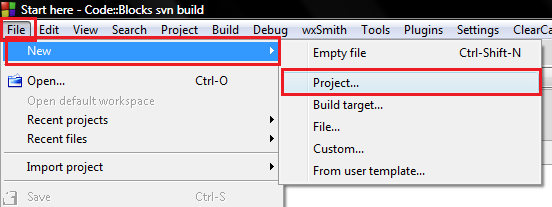 Start here - Code::Blocks svn build
File Edit View Search Project Build Debug wxSmith Tools Plugins Settings ClearCa
New
Empty file Ctrl-Shift-N
Project...
Open... Ctrl-O
Build target...
Open default workspace
Recent projects
File...
Recent files
Custom...
Import project
From user template...
Save Ctrl-S